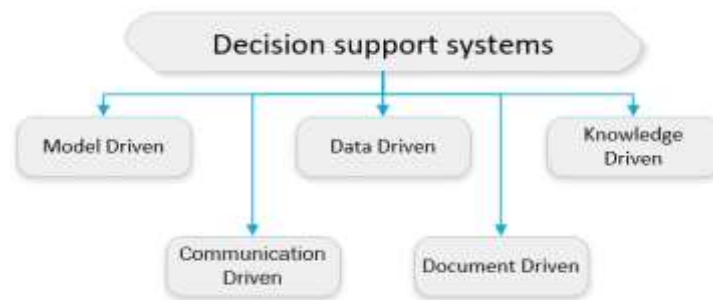 Decision support systems
Model Driven
Data Driven
Knowledge
Driven
Communication
Driven
Document Driven